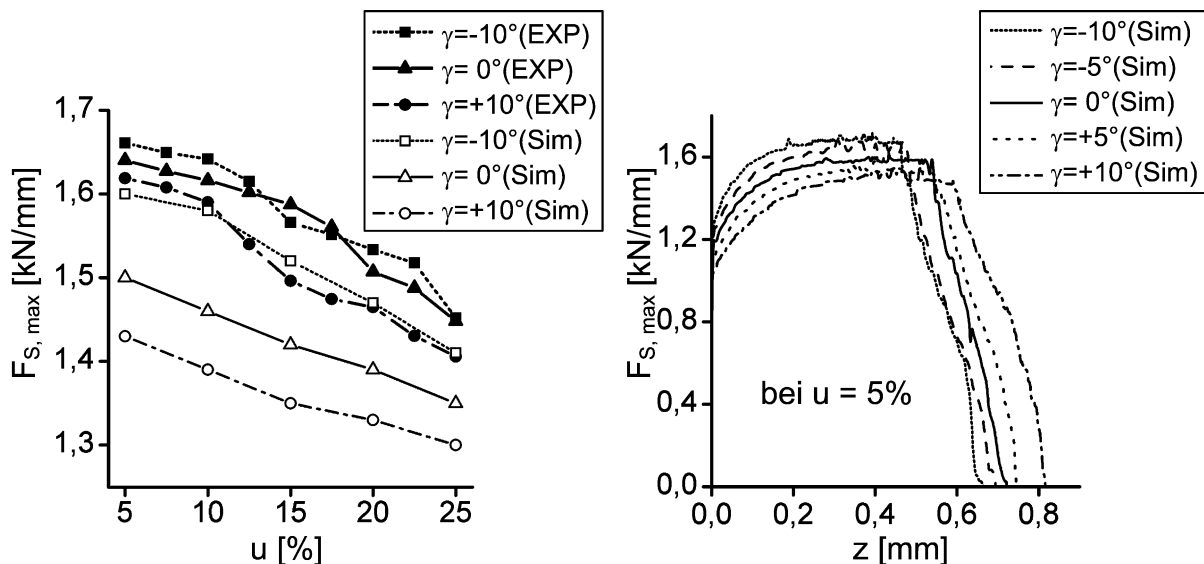 γ=-10°(EXP)
γ= 0°(EXP)
γ=+10°(EXP)
γ=-10°(Sim)
γ= 0°(Sim)
γ=+10°(Sim)
1,7
1,6
1,5
1,4
1,3
F_S, max [kN/mm]
5 10 15 20 25
u [%]
γ=-10°(Sim)
γ=-5°(Sim)
γ= 0°(Sim)
γ=+5°(Sim)
γ=+10°(Sim)
1.6
1.2
0,8
0,4
0,0
F_S, max [kN/mm]
bei u = 5%
0,0 0,2 0,4 0,6 0,8
z [mm]